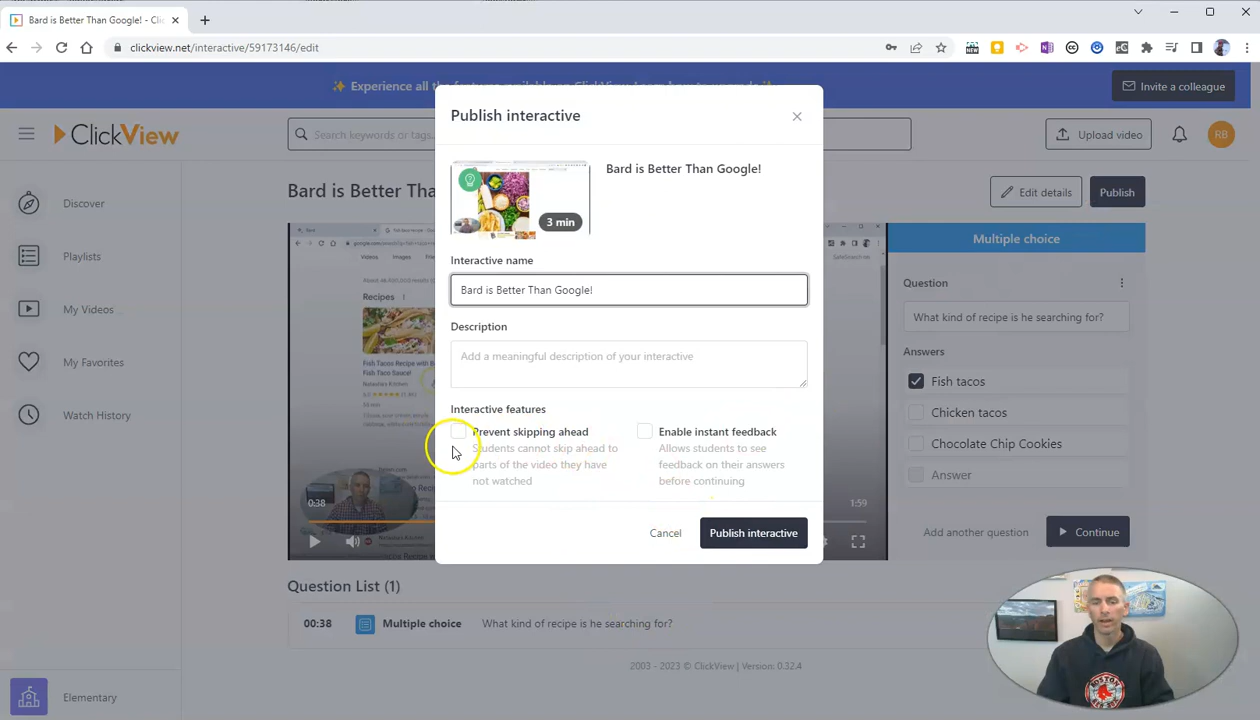 Bard is Better Than Google! - Cli
clickview.net/interactive/59173146/edit
Experience all the features available
Invite a colleague
ClickView
Search keywords or tags..
Upload video
RB
Discover
Playlists
My Videos
My Favorites
Watch History
Elementary
Bard is Better Tha
Edit details
Publish
Publish interactive
Bard is Better Than Google!
3 min
Interactive name
Bard is Better Than Google!
Description
Add a meaningful description of your interactive
Interactive features
Prevent skipping ahead
Students cannot skip ahead to
parts of the video they have
not watched
Enable instant feedback
Allows students to see
feedback on their answers
before continuing
Cancel
Publish interactive
Videos
Images
Recipes
Fish Tacos Recipe with B
Fish Taco Sauce!
Natasha's Kitchen
0:38
1:59
Multiple choice
Question
What kind of recipe is he searching for?
Answers
Fish tacos
Chicken tacos
Chocolate Chip Cookies
Answer
Add another question
Continue
Question List (1)
00:38
Multiple choice
What kind of recipe is he searching for?
2003 - 2023 © ClickView | Version: 0.32.4